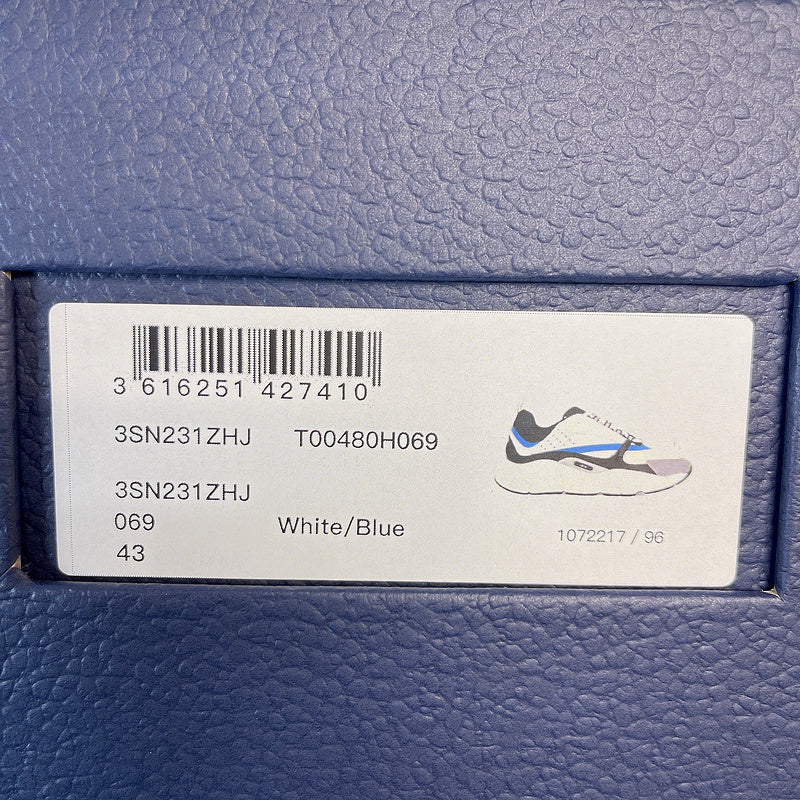 3 616251 427410
3SN231ZHJ T00480H069
3SN231ZHJ
069 White/Blue
43
1072217 / 96